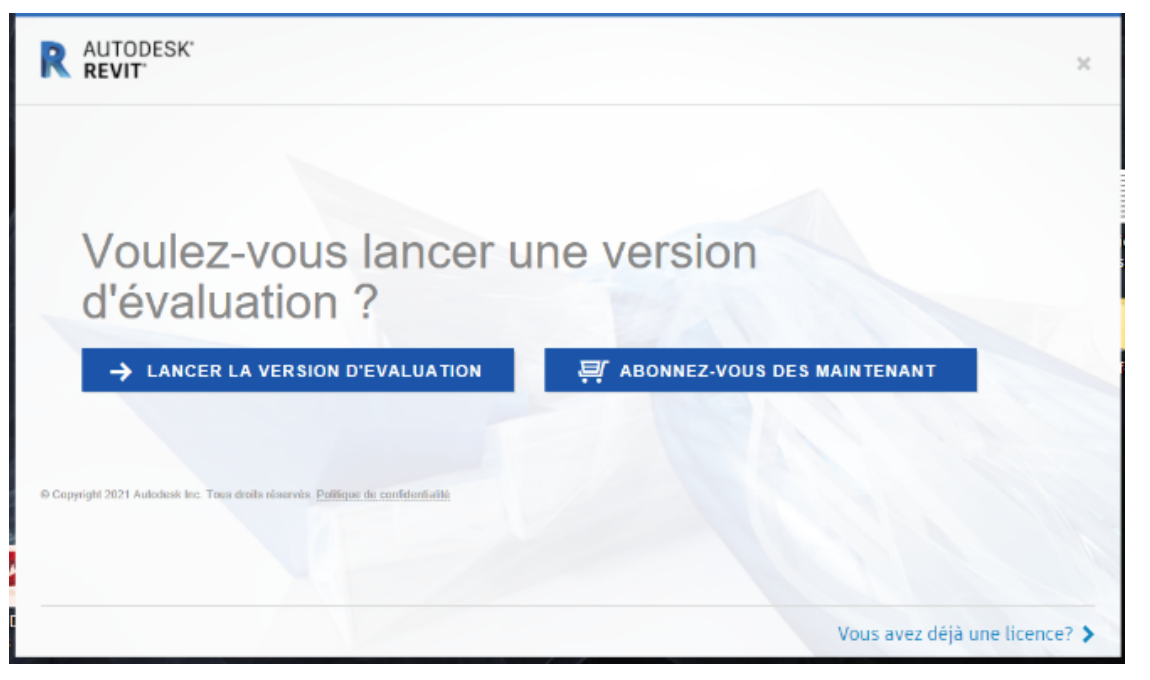 AUTODESK®
REVIT®
Voulez-vous lancer une version
d'évaluation ?
LANCER LA VERSION D'EVALUATION
ABONNEZ-VOUS DES MAINTENANT
© Copyright 2021 Autodesk Inc. Tous droits réservés. Politique de confidentialité
Vous avez déjà une licence?